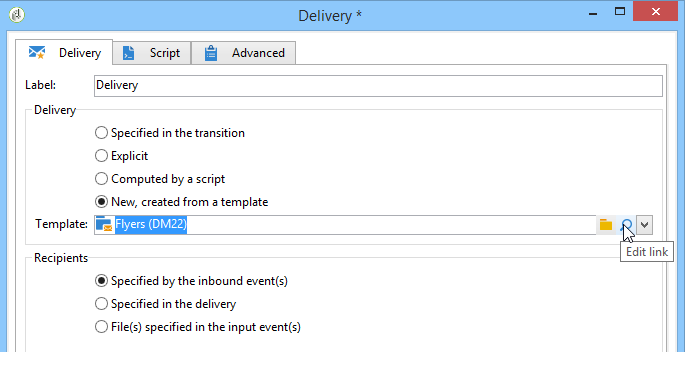 Delivery *
Delivery Script Advanced
Label: Delivery
Delivery
Specified in the transition
Explicit
Computed by a script
New, created from a template
Template: Flyers (DM22)
Edit link
Recipients
Specified by the inbound event(s)
Specified in the delivery
File(s) specified in the input event(s)